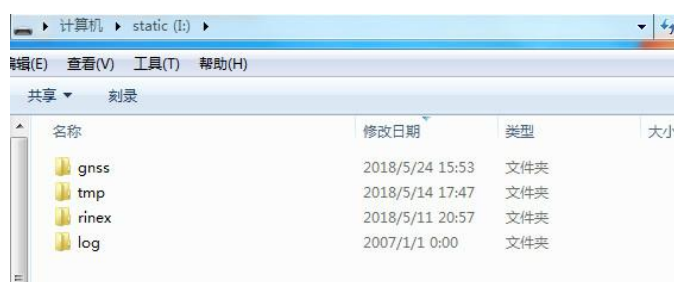 计算机 ▸ static (I:) ▸
编辑(E) 查看(V) 工具(T) 帮助(H)
共享 刻录
名称 修改日期 类型 大小
gnss 2018/5/24 15:53 文件夹
tmp 2018/5/14 17:47 文件夹
rinex 2018/5/11 20:57 文件夹
log 2007/1/1 0:00 文件夹